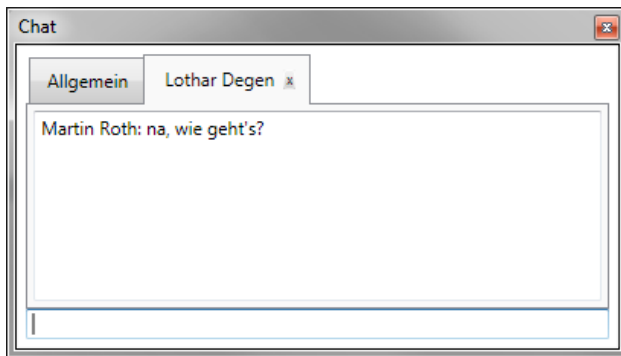 Chat
Allgemein Lothar Degen x
Martin Roth: na, wie geht's?